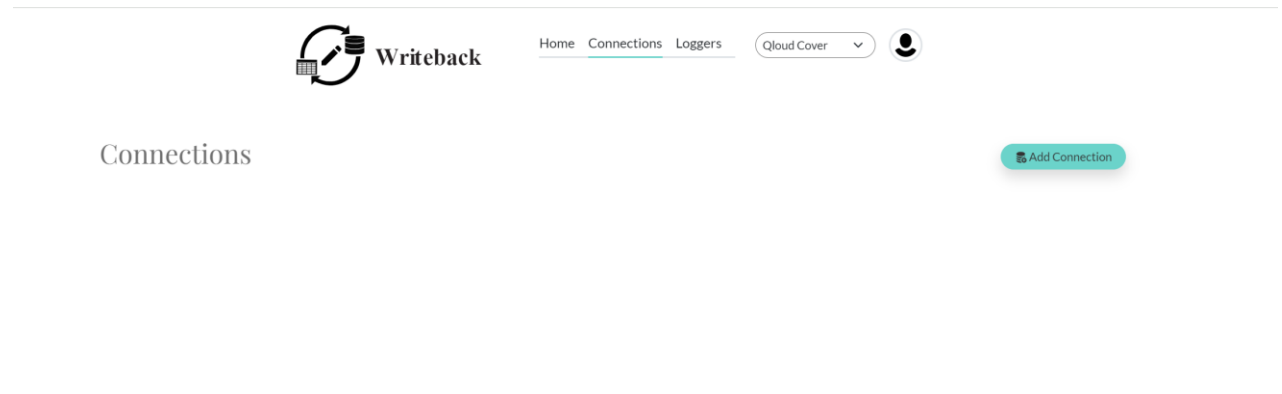 Writeback
Home Connections Loggers
Qloud Cover
Connections
Add Connection